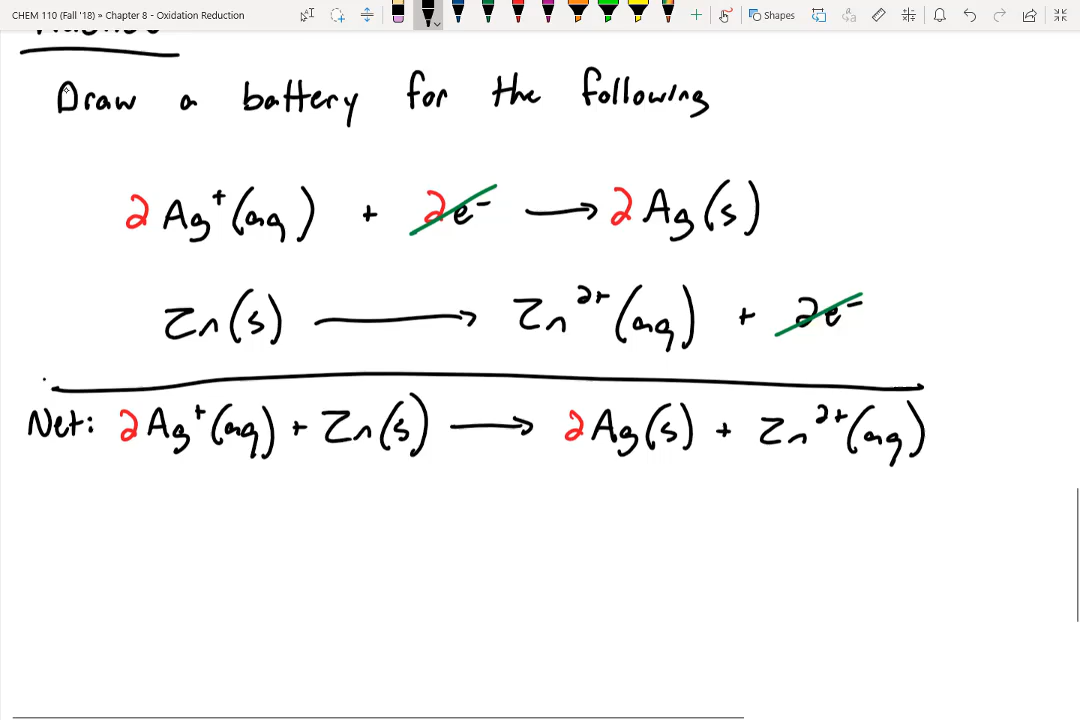 CHEM 110 (Fall '18) » Chapter 8 - Oxidation Reduction
Shapes
Draw a battery for the following
2 Ag⁺(aq) + 2e⁻ → 2 Ag(s)
Zn(s) → Zn²⁺(aq) + 2e⁻
Net: 2 Ag⁺(aq) + Zn(s) → 2 Ag(s) + Zn²⁺(aq)